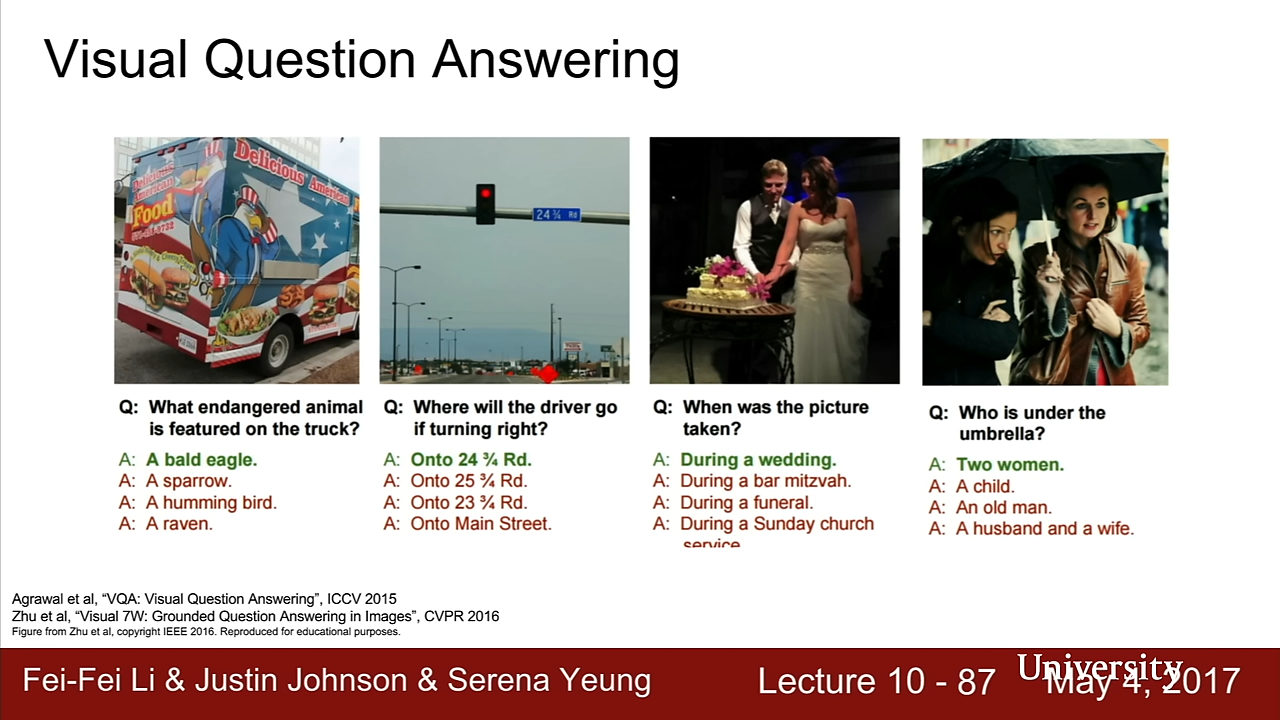 Visual Question Answering
Delicious American
Delicious
American
Food
24 ¾ Rd
Q: What endangered animal
is featured on the truck?
A: A bald eagle.
A: A sparrow.
A: A humming bird.
A: A raven.
Q: Where will the driver go
if turning right?
A: Onto 24 ¾ Rd.
A: Onto 25 ¾ Rd.
A: Onto 23 ¾ Rd.
A: Onto Main Street.
Q: When was the picture
taken?
A: During a wedding.
A: During a bar mitzvah.
A: During a funeral.
A: During a Sunday church
service
Q: Who is under the
umbrella?
A: Two women.
A: A child.
A: An old man.
A: A husband and a wife.
Agrawal et al, “VQA: Visual Question Answering”, ICCV 2015
Zhu et al, “Visual 7W: Grounded Question Answering in Images”, CVPR 2016
Figure from Zhu et al, copyright IEEE 2016. Reproduced for educational purposes.
Fei-Fei Li & Justin Johnson & Serena Yeung
Lecture 10 - 87
University
May 4, 2017